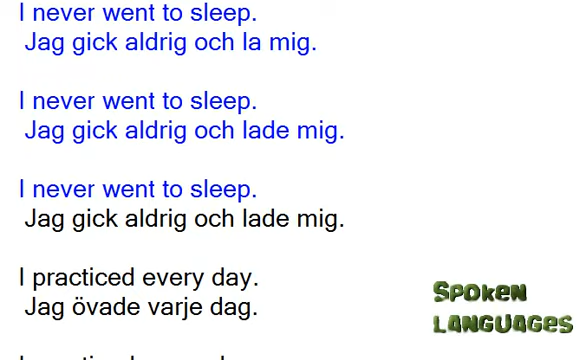 I never went to sleep.
Jag gick aldrig och la mig.
I never went to sleep.
Jag gick aldrig och lade mig.
I never went to sleep.
Jag gick aldrig och lade mig.
I practiced every day.
Jag övade varje dag.
Spoken
Languages